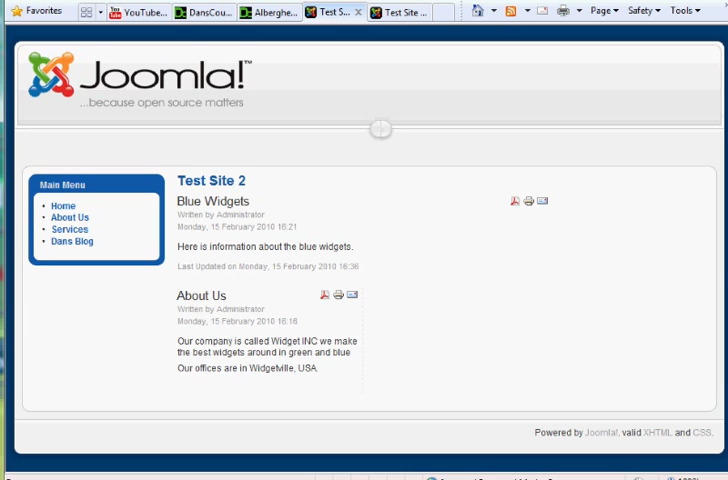 Favorites
YouTube...
DansCou...
Alberghe...
Test S...
Test Site ...
Page
Safety
Tools
Joomla!™
...because open source matters
Main Menu
Home
About Us
Services
Dans Blog
Test Site 2
Blue Widgets
Written by Administrator
Monday, 15 February 2010 16:21
Here is information about the blue widgets.
Last Updated on Monday, 15 February 2010 16:36
About Us
Written by Administrator
Monday, 15 February 2010 16:16
Our company is called Widget INC we make
the best widgets around in green and blue
Our offices are in Widgetville, USA.
Powered by Joomla!, valid XHTML and CSS.